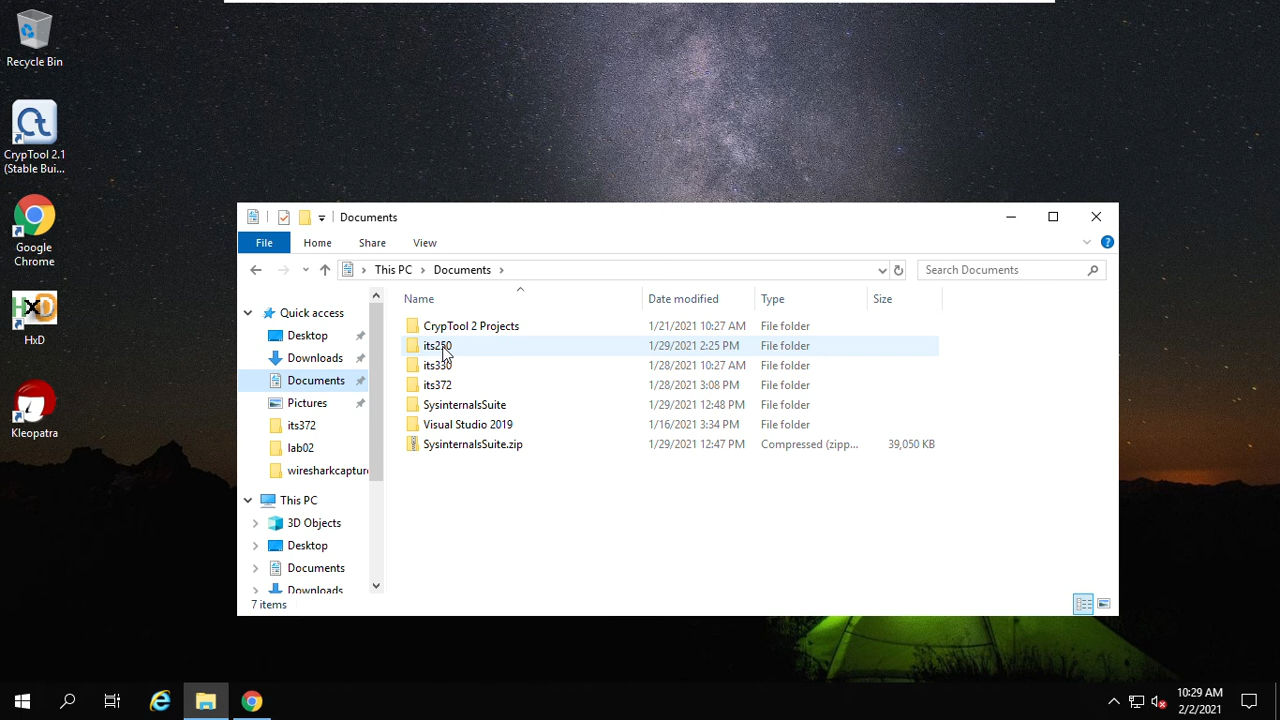 Recycle Bin
CrypTool 2.1
(Stable Bui...
Google
Chrome
HxD
Kleopatra
Documents
File
Home
Share
View
This PC
Documents
Search Documents
Quick access
Desktop
Downloads
Documents
Pictures
its372
lab02
wiresharkcapture
This PC
3D Objects
Desktop
Documents
Downloads
Name
Date modified
Type
Size
CrypTool 2 Projects 1/21/2021 10:27 AM File folder
its250 1/29/2021 2:25 PM File folder
its330 1/28/2021 10:27 AM File folder
its372 1/28/2021 3:08 PM File folder
SysinternalsSuite 1/29/2021 12:48 PM File folder
Visual Studio 2019 1/16/2021 3:34 PM File folder
SysinternalsSuite.zip 1/29/2021 12:47 PM Compressed (zipp... 39,050 KB
7 items
10:29 AM
2/2/2021